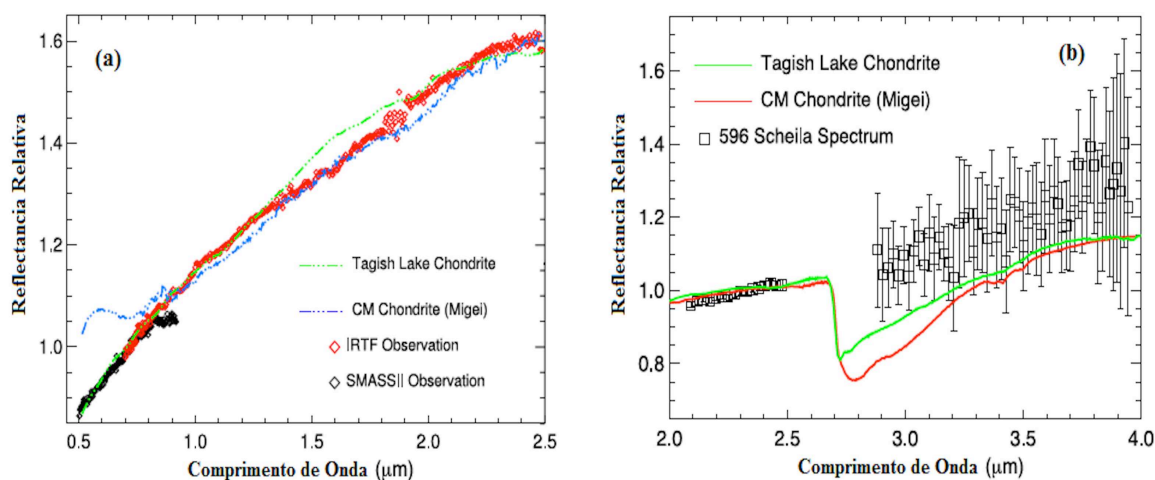 (a)
Reflectancia Relativa
1.6
1.4
1.2
1.0
0.5
1.0
1.5
2.0
2.5
Comprimento de Onda (μm)
Tagish Lake Chondrite
CM Chondrite (Migei)
IRTF Observation
SMASSII Observation
(b)
Reflectancia Relativa
1.6
1.4
1.2
1.0
0.8
2.0
2.5
3.0
3.5
4.0
Comprimento de Onda (μm)
Tagish Lake Chondrite
CM Chondrite (Migei)
596 Scheila Spectrum